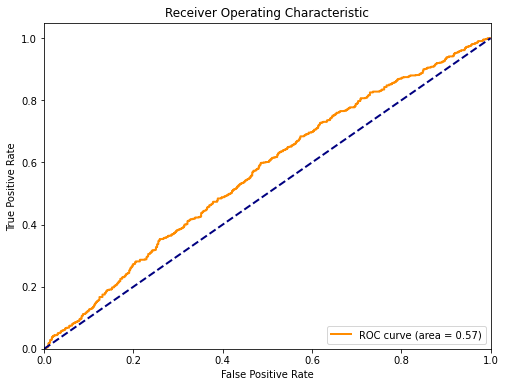 Receiver Operating Characteristic
1.0
0.8
0.6
0.4
0.2
0.0
True Positive Rate
ROC curve (area = 0.57)
0.0 0.2 0.4 0.6 0.8 1.0
False Positive Rate